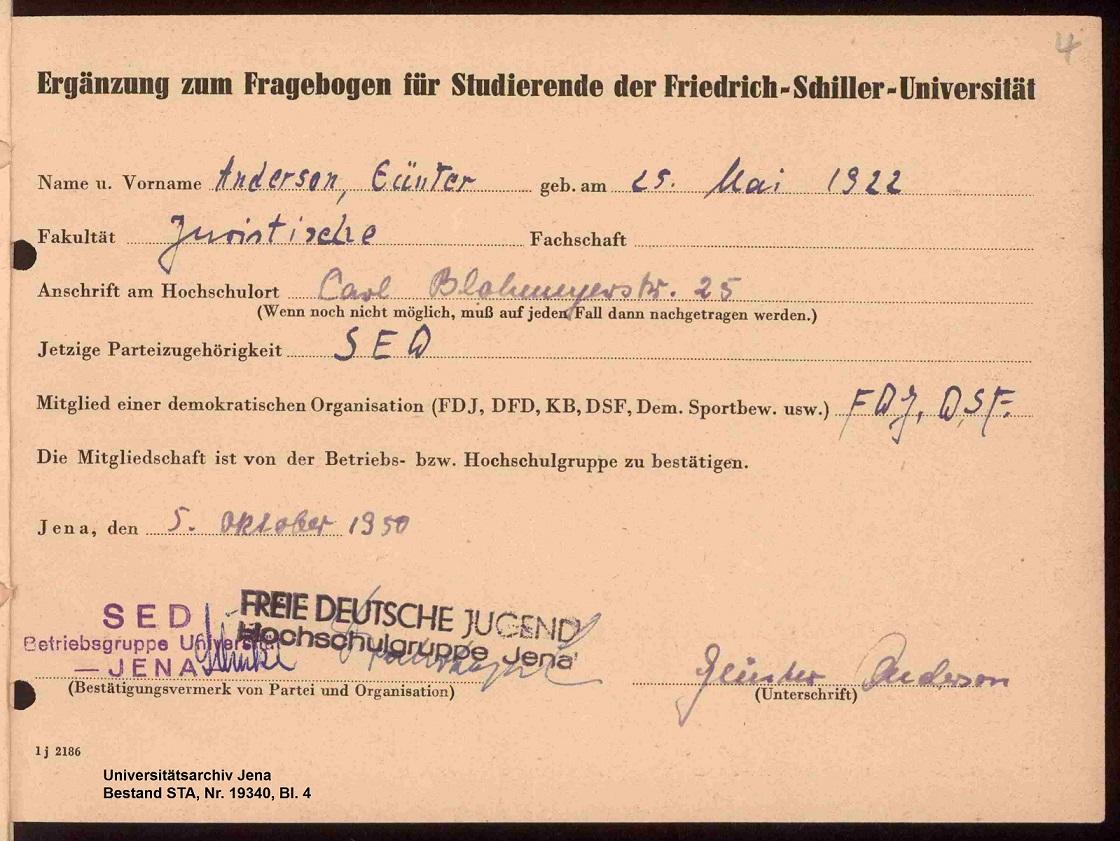 4
Ergänzung zum Fragebogen für Studierende der Friedrich-Schiller-Universität
Name u. Vorname Anderson, Günter geb. am 25. Mai 1922
Fakultät Juristische Fachschaft
Anschrift am Hochschulort Carl Blohmeyerstr. 25
(Wenn noch nicht möglich, muß auf jeden Fall dann nachgetragen werden.)
Jetzige Parteizugehörigkeit SED
Mitglied einer demokratischen Organisation (FDJ, DFD, KB, DSF, Dem. Sportbew. usw.) FDJ, DSF.
Die Mitgliedschaft ist von der Betriebs- bzw. Hochschulgruppe zu bestätigen.
Jena, den 5. Oktober 1950
SED
Betriebsgruppe Universität
—JENA
FREIE DEUTSCHE JUGEND
Hochschulgruppe Jena
Günter Anderson
(Bestätigungsvermerk von Partei und Organisation) (Unterschrift)
1j 2186
Universitätsarchiv Jena
Bestand STA, Nr. 19340, Bl. 4